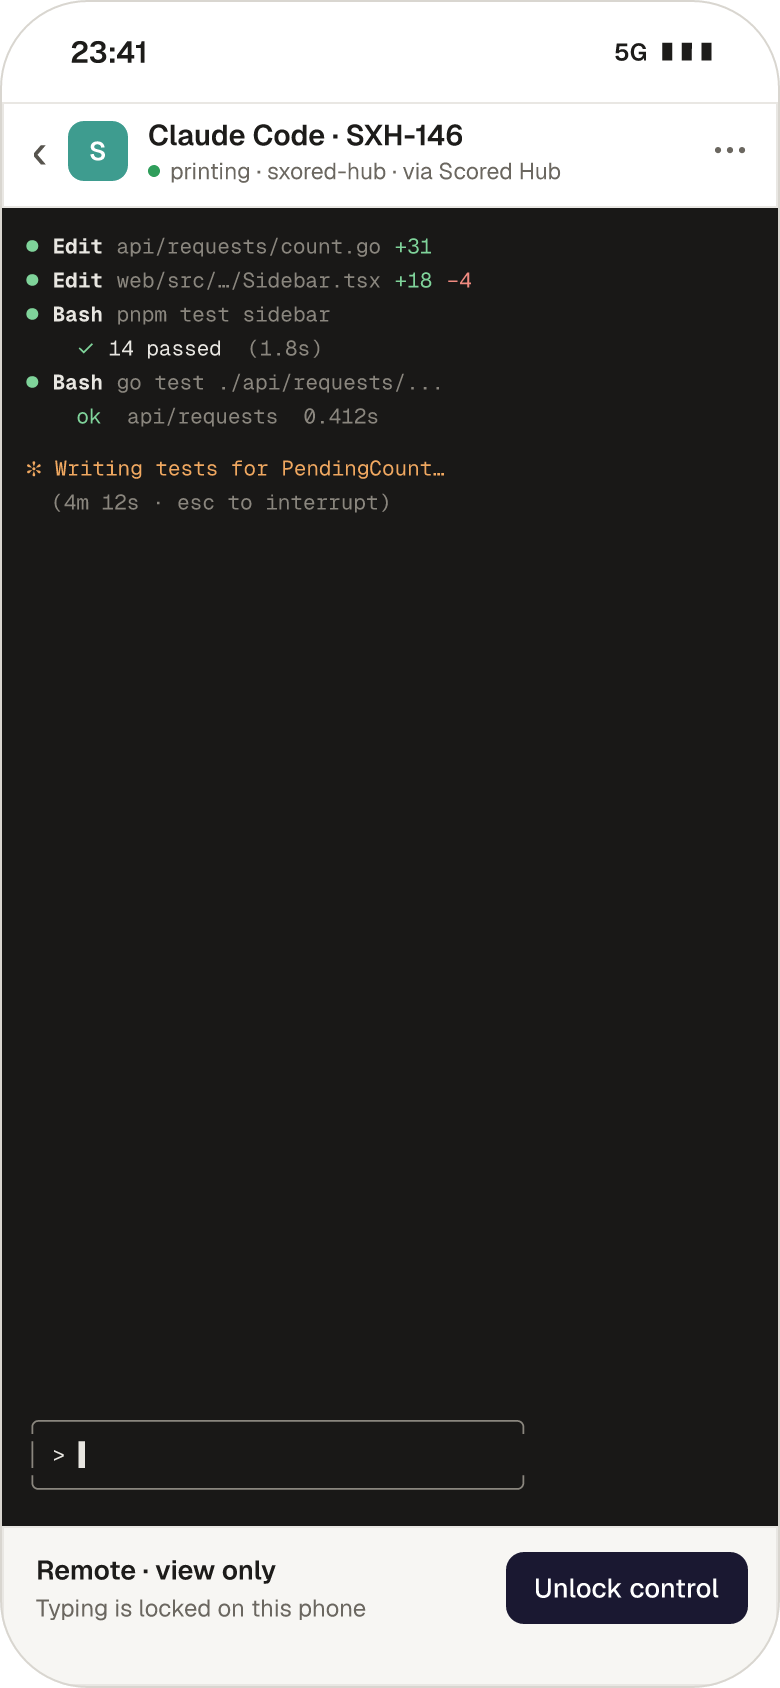 23:41 5G
‹ S Claude Code · SXH-146 •••
printing · sxored-hub · via Scored Hub
● Edit api/requests/count.go +31
● Edit web/src/…/Sidebar.tsx +18 −4
● Bash pnpm test sidebar
✓ 14 passed (1.8s)
● Bash go test ./api/requests/...
ok api/requests 0.412s
✻ Writing tests for PendingCount…
(4m 12s · esc to interrupt)
>
Remote · view only
Typing is locked on this phone
Unlock control